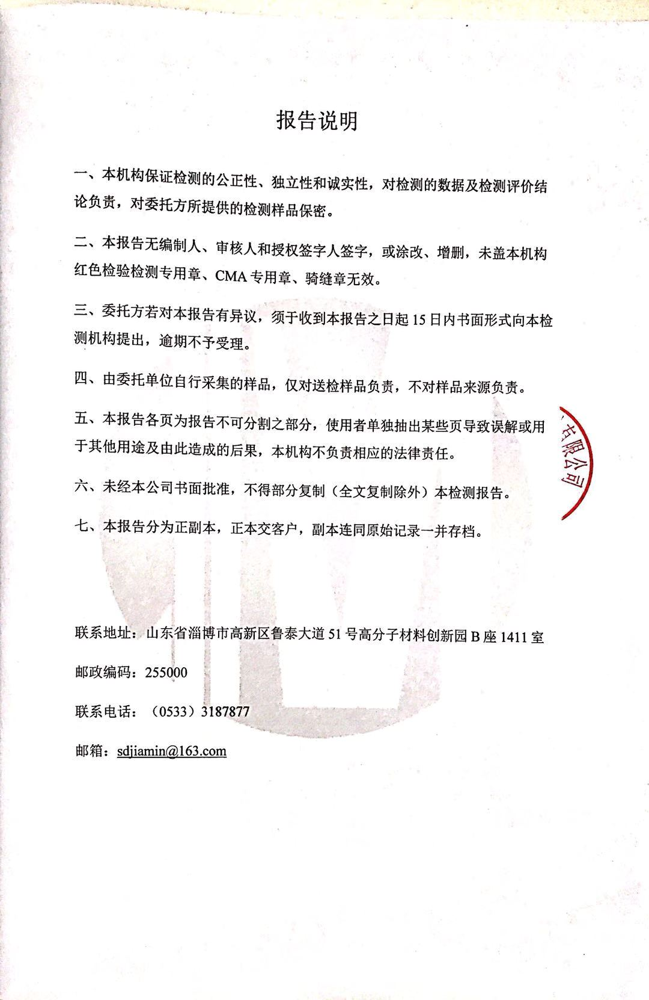 报告说明
一、本机构保证检测的公正性、独立性和诚实性，对检测的数据及检测评价结
论负责，对委托方所提供的检测样品保密。
二、本报告无编制人、审核人和授权签字人签字，或涂改、增删，未盖本机构
红色检验检测专用章、CMA 专用章、骑缝章无效。
三、委托方若对本报告有异议，须于收到本报告之日起 15 日内书面形式向本检
测机构提出，逾期不予受理。
四、由委托单位自行采集的样品，仅对送检样品负责，不对样品来源负责。
五、本报告各页为报告不可分割之部分，使用者单独抽出某些页导致误解或用
于其他用途及由此造成的后果，本机构不负责相应的法律责任。
六、未经本公司书面批准，不得部分复制（全文复制除外）本检测报告。
七、本报告分为正副本，正本交客户，副本连同原始记录一并存档。
限公司
联系地址：山东省淄博市高新区鲁泰大道 51 号高分子材料创新园 B 座 1411 室
邮政编码：255000
联系电话：（0533）3187877
邮箱：sdjiamin@163.com